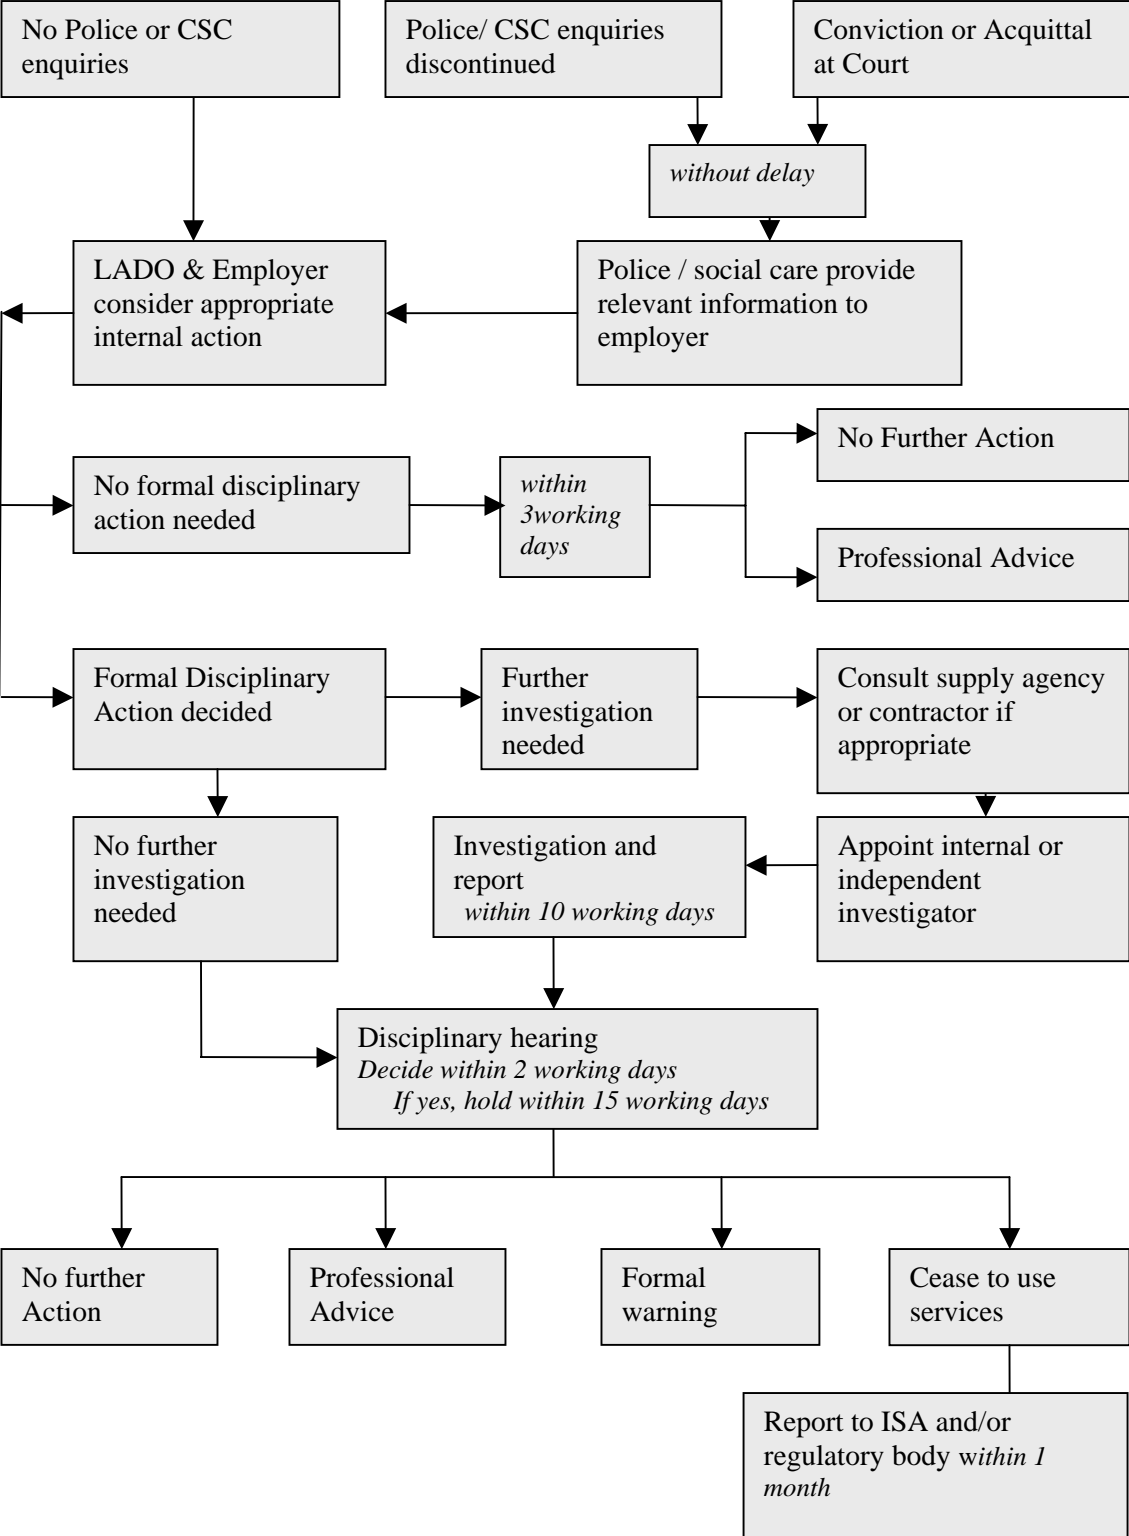 No Police or CSC
enquiries
Police/ CSC enquiries
discontinued
Conviction or Acquittal
at Court
without delay
LADO & Employer
consider appropriate
internal action
Police / social care provide
relevant information to
employer
No Further Action
No formal disciplinary
action needed
within
3working
days
Professional Advice
Formal Disciplinary
Action decided
Further
investigation
needed
Consult supply agency
or contractor if
appropriate
No further
investigation
needed
Investigation and
report
within 10 working days
Appoint internal or
independent
investigator
Disciplinary hearing
Decide within 2 working days
If yes, hold within 15 working days
No further
Action
Professional
Advice
Formal
warning
Cease to use
services
Report to ISA and/or
regulatory body within 1
month